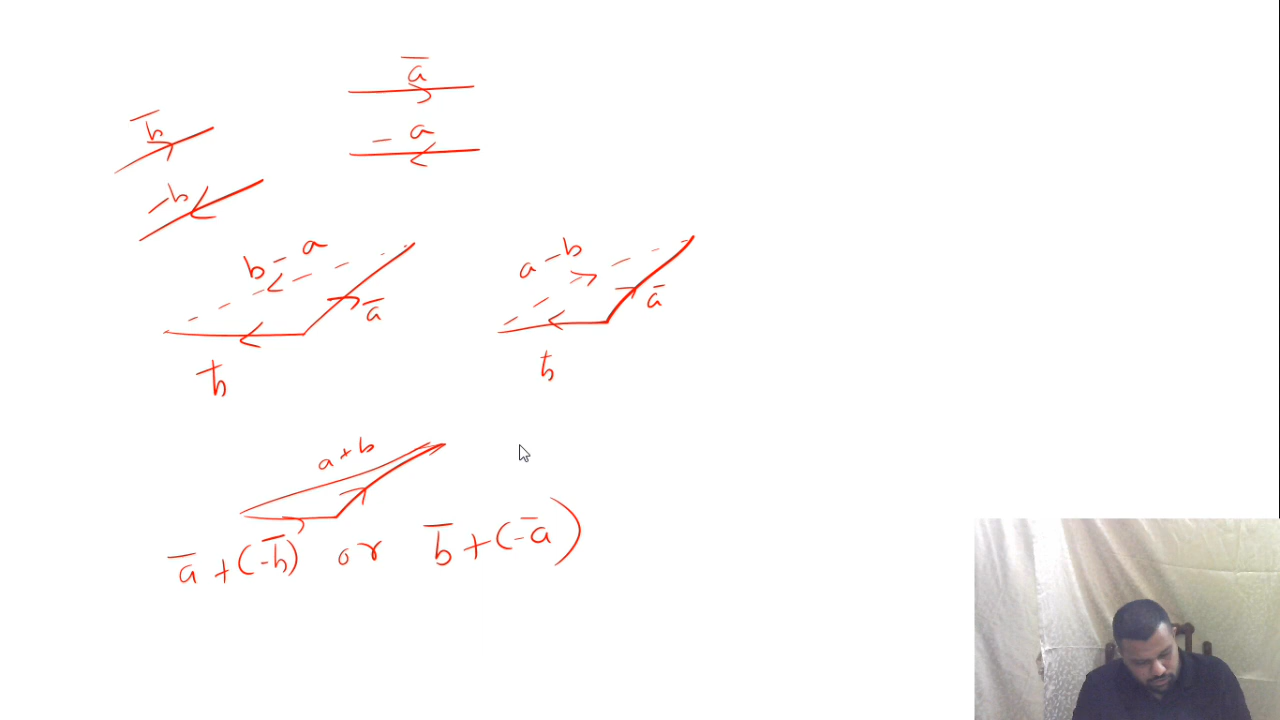 a̅
b̅
- a
-b
b - a
a - b
a̅
a̅
b̅
b̅
a + b
a̅ + (-b̅) or b̅ + (-a̅)